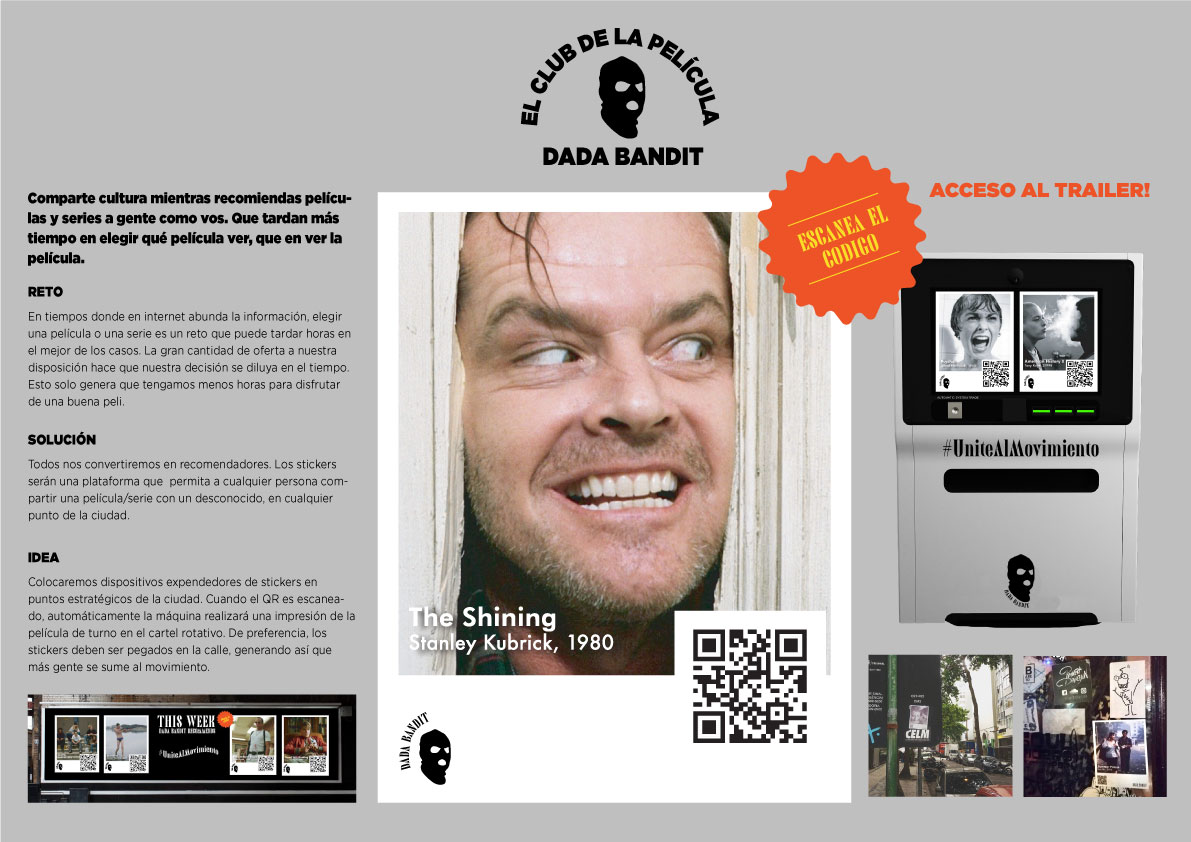 EL CLUB DE LA PELÍCULA
DADA BANDIT
Comparte cultura mientras recomiendas pelícu-
las y series a gente como vos. Que tardan más
tiempo en elegir qué película ver, que en ver la
película.
RETO
En tiempos donde en internet abunda la información, elegir
una película o una serie es un reto que puede tardar horas en
el mejor de los casos. La gran cantidad de oferta a nuestra
disposición hace que nuestra decisión se diluya en el tiempo.
Esto solo genera que tengamos menos horas para disfrutar
de una buena peli.
SOLUCIÓN
Todos nos convertiremos en recomendadores. Los stickers
serán una plataforma que permita a cualquier persona com-
partir una película/serie con un desconocido, en cualquier
punto de la ciudad.
IDEA
Colocaremos dispositivos expendedores de stickers en
puntos estratégicos de la ciudad. Cuando el QR es escanea-
do, automáticamente la máquina realizará una impresión de la
película de turno en el cartel rotativo. De preferencia, los
stickers deben ser pegados en la calle, generando así que
más gente se sume al movimiento.
THIS WEEK
DADA BANDIT RECOMIENDA
#UniteAlMovimiento
The Shining
Stanley Kubrick, 1980
DADA BANDIT
ESCANEA EL
CODIGO
ACCESO AL TRAILER!
American History X
#UniteAlMovimiento
DADA BANDIT
CELM